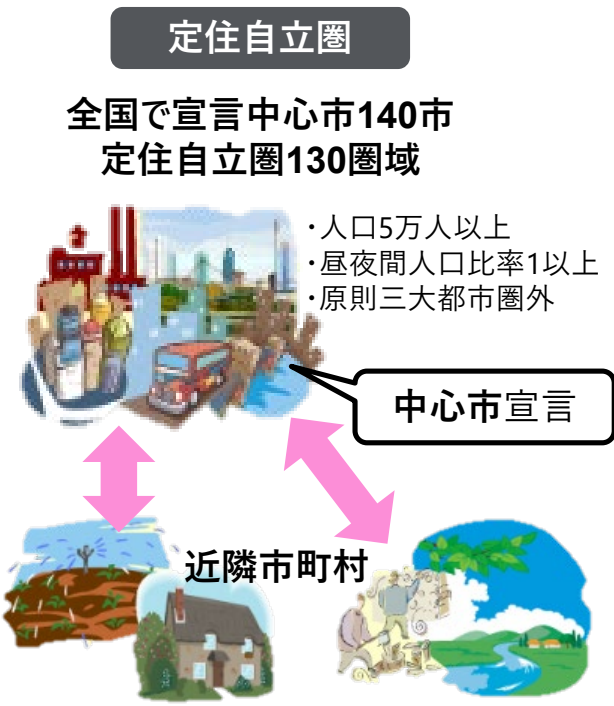 定住自立圏
全国で宣言中心市140市
定住自立圏130圏域
・人口5万人以上
・昼夜間人口比率1以上
・原則三大都市圏外
中心市宣言
近隣市町村